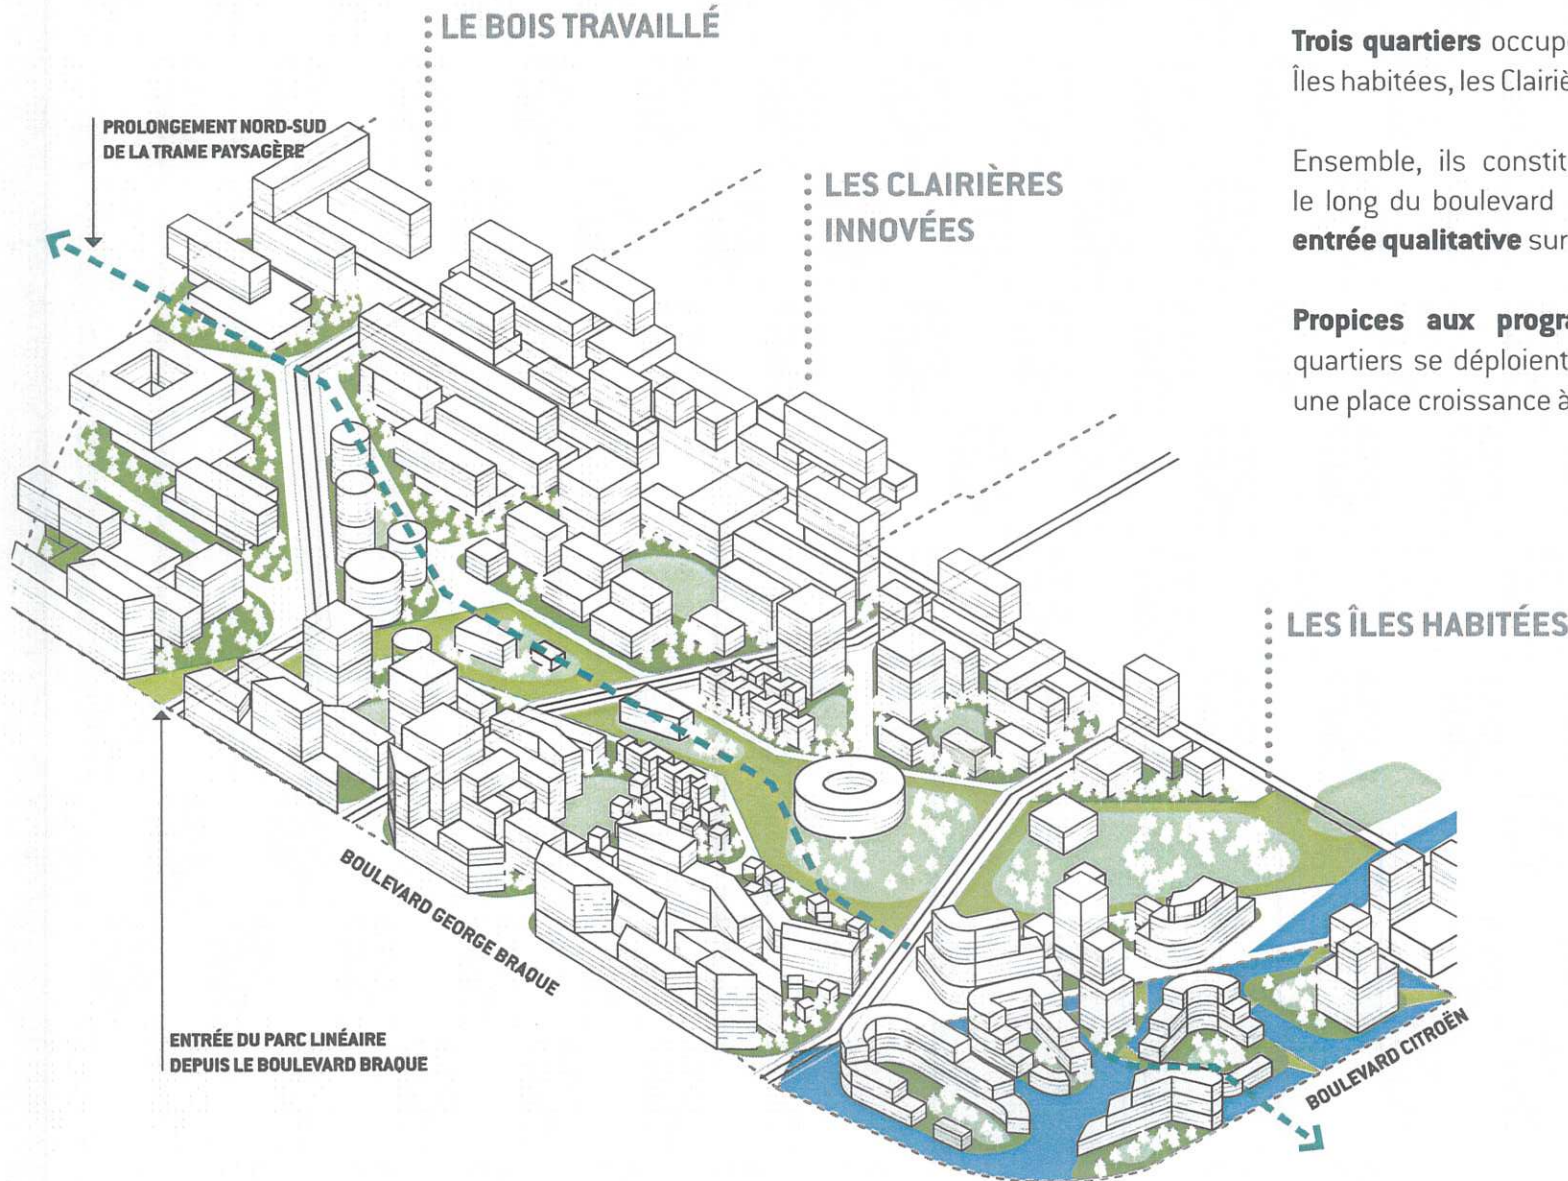 LE BOIS TRAVAILLÉ
PROLONGEMENT NORD-SUD
DE LA TRAME PAYSAGÈRE
LES CLAIRIÈRES
INNOVÉES
LES ÎLES HABITÉES
BOULEVARD GEORGE BRAQUE
ENTRÉE DU PARC LINÉAIRE
DEPUIS LE BOULEVARD BRAQUE
BOULEVARD CITROËN
Trois quartiers occup
Îles habitées, les Clairiè
Ensemble, ils constit
le long du boulevard
entrée qualitative sur
Propices aux progra
quartiers se déploient
une place croissance à